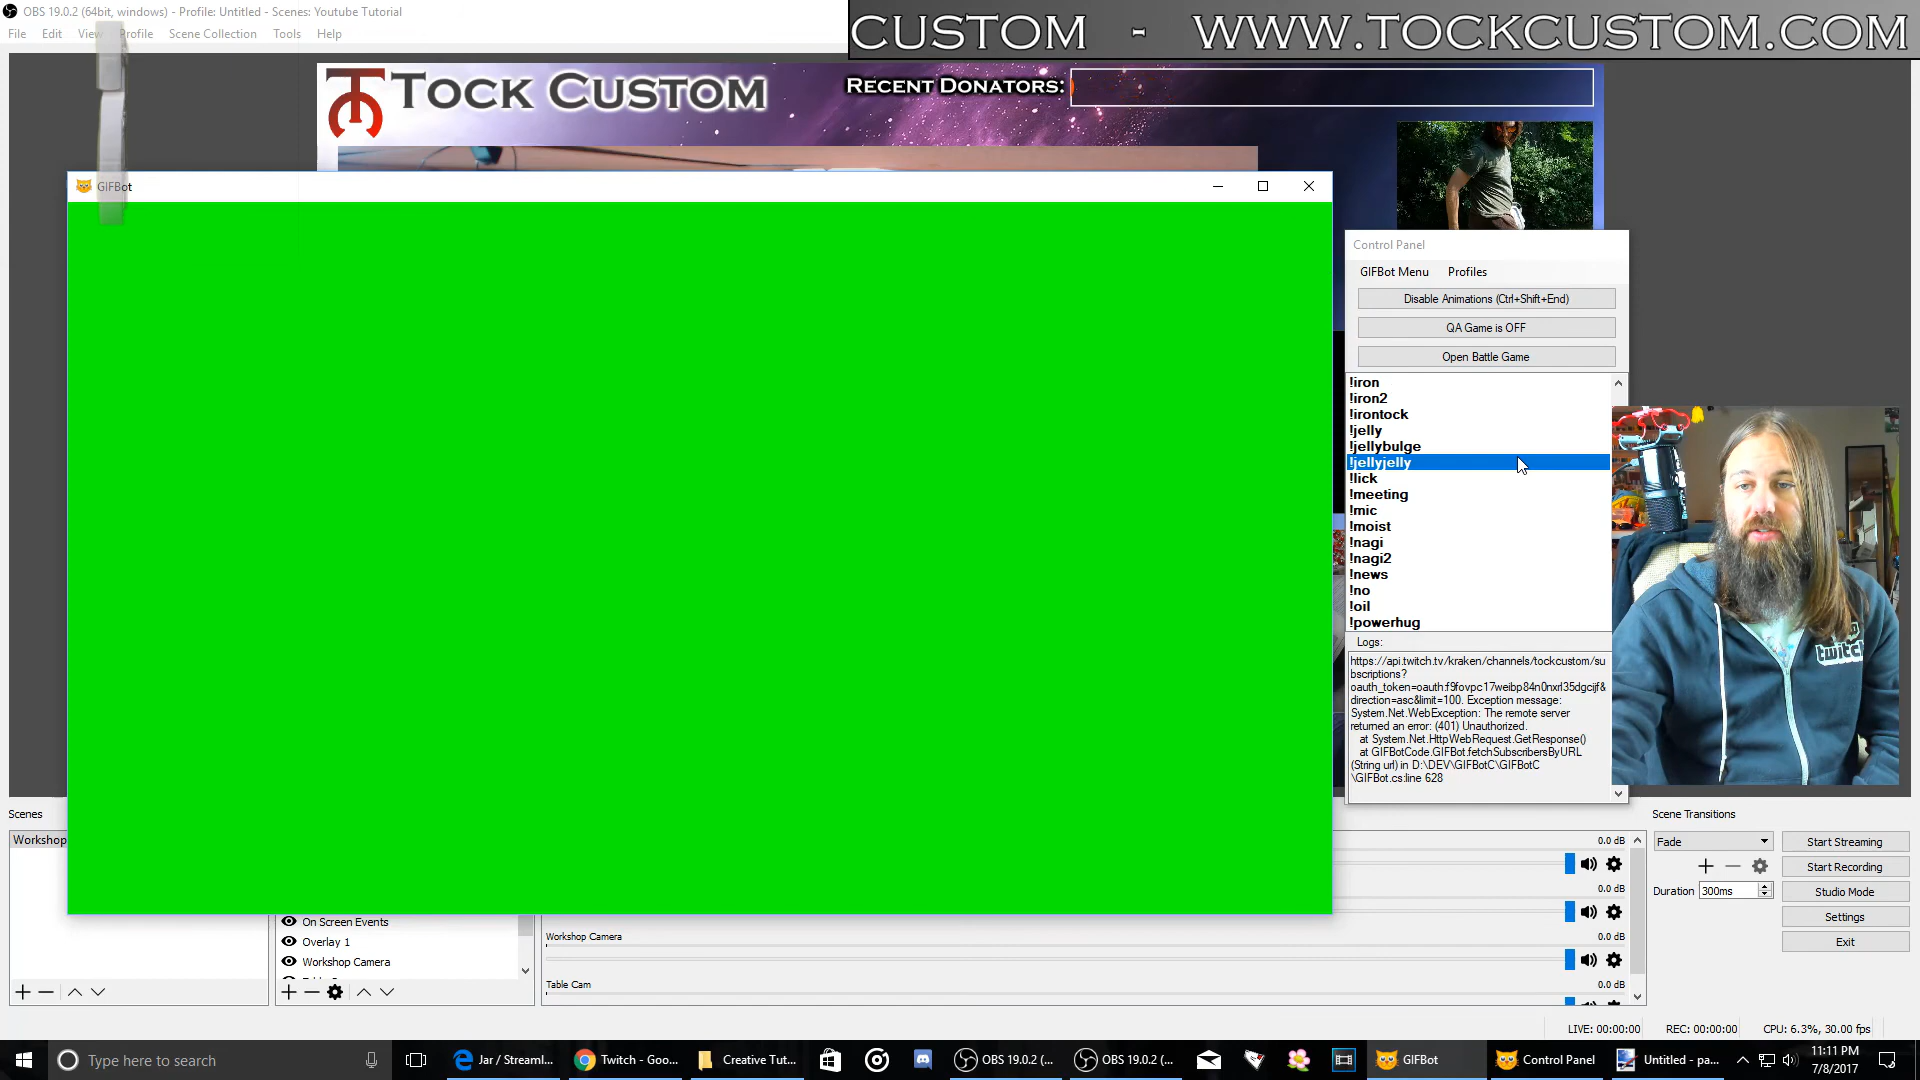 OBS 19.0.2 (64bit, windows) - Profile: Untitled - Scenes: Youtube Tutorial
CUSTOM - WWW.TOCKCUSTOM.COM
File Edit View Profile Scene Collection Tools Help
TOCK CUSTOM
RECENT DONATORS:
GIFBot
Control Panel
GIFBot Menu Profiles
Disable Animations (Ctrl+Shift+End)
QA Game is OFF
Open Battle Game
!iron
!iron2
!irontock
!jelly
!jellybulge
!jellyjelly
!lick
!meeting
!mic
!moist
!nagi
!nagi2
!news
!no
!oil
!powerhug
Logs:
https://api.twitch.tv/kraken/channels/tockcustom/su
bscriptions?
oauth_token=oauth:f9fovpc17weibp84n0nxrl35dgcijf&
direction=asc&limit=100. Exception message:
System.Net.WebException: The remote server
returned an error: (401) Unauthorized.
at System.Net.HttpWebRequest.GetResponse()
at GIFBotCode.GIFBot.fetchSubscribersByURL
(String url) in D:\DEV\GIFBotC\GIFBotC
\GIFBot.cs:line 628
twitch
Scenes
Workshop
On Screen Events
Overlay 1
Workshop Camera
0.0 dB
0.0 dB
Workshop Camera 0.0 dB
Table Cam 0.0 dB
Scene Transitions
Fade
Duration 300ms
Start Streaming
Start Recording
Studio Mode
Settings
Exit
LIVE: 00:00:00 REC: 00:00:00 CPU: 6.3%, 30.00 fps
Type here to search
Jar / Streaml...
Twitch - Goo...
Creative Tut...
OBS 19.0.2 (...
OBS 19.0.2 (...
GIFBot
Control Panel
Untitled - pa...
11:11 PM
7/8/2017